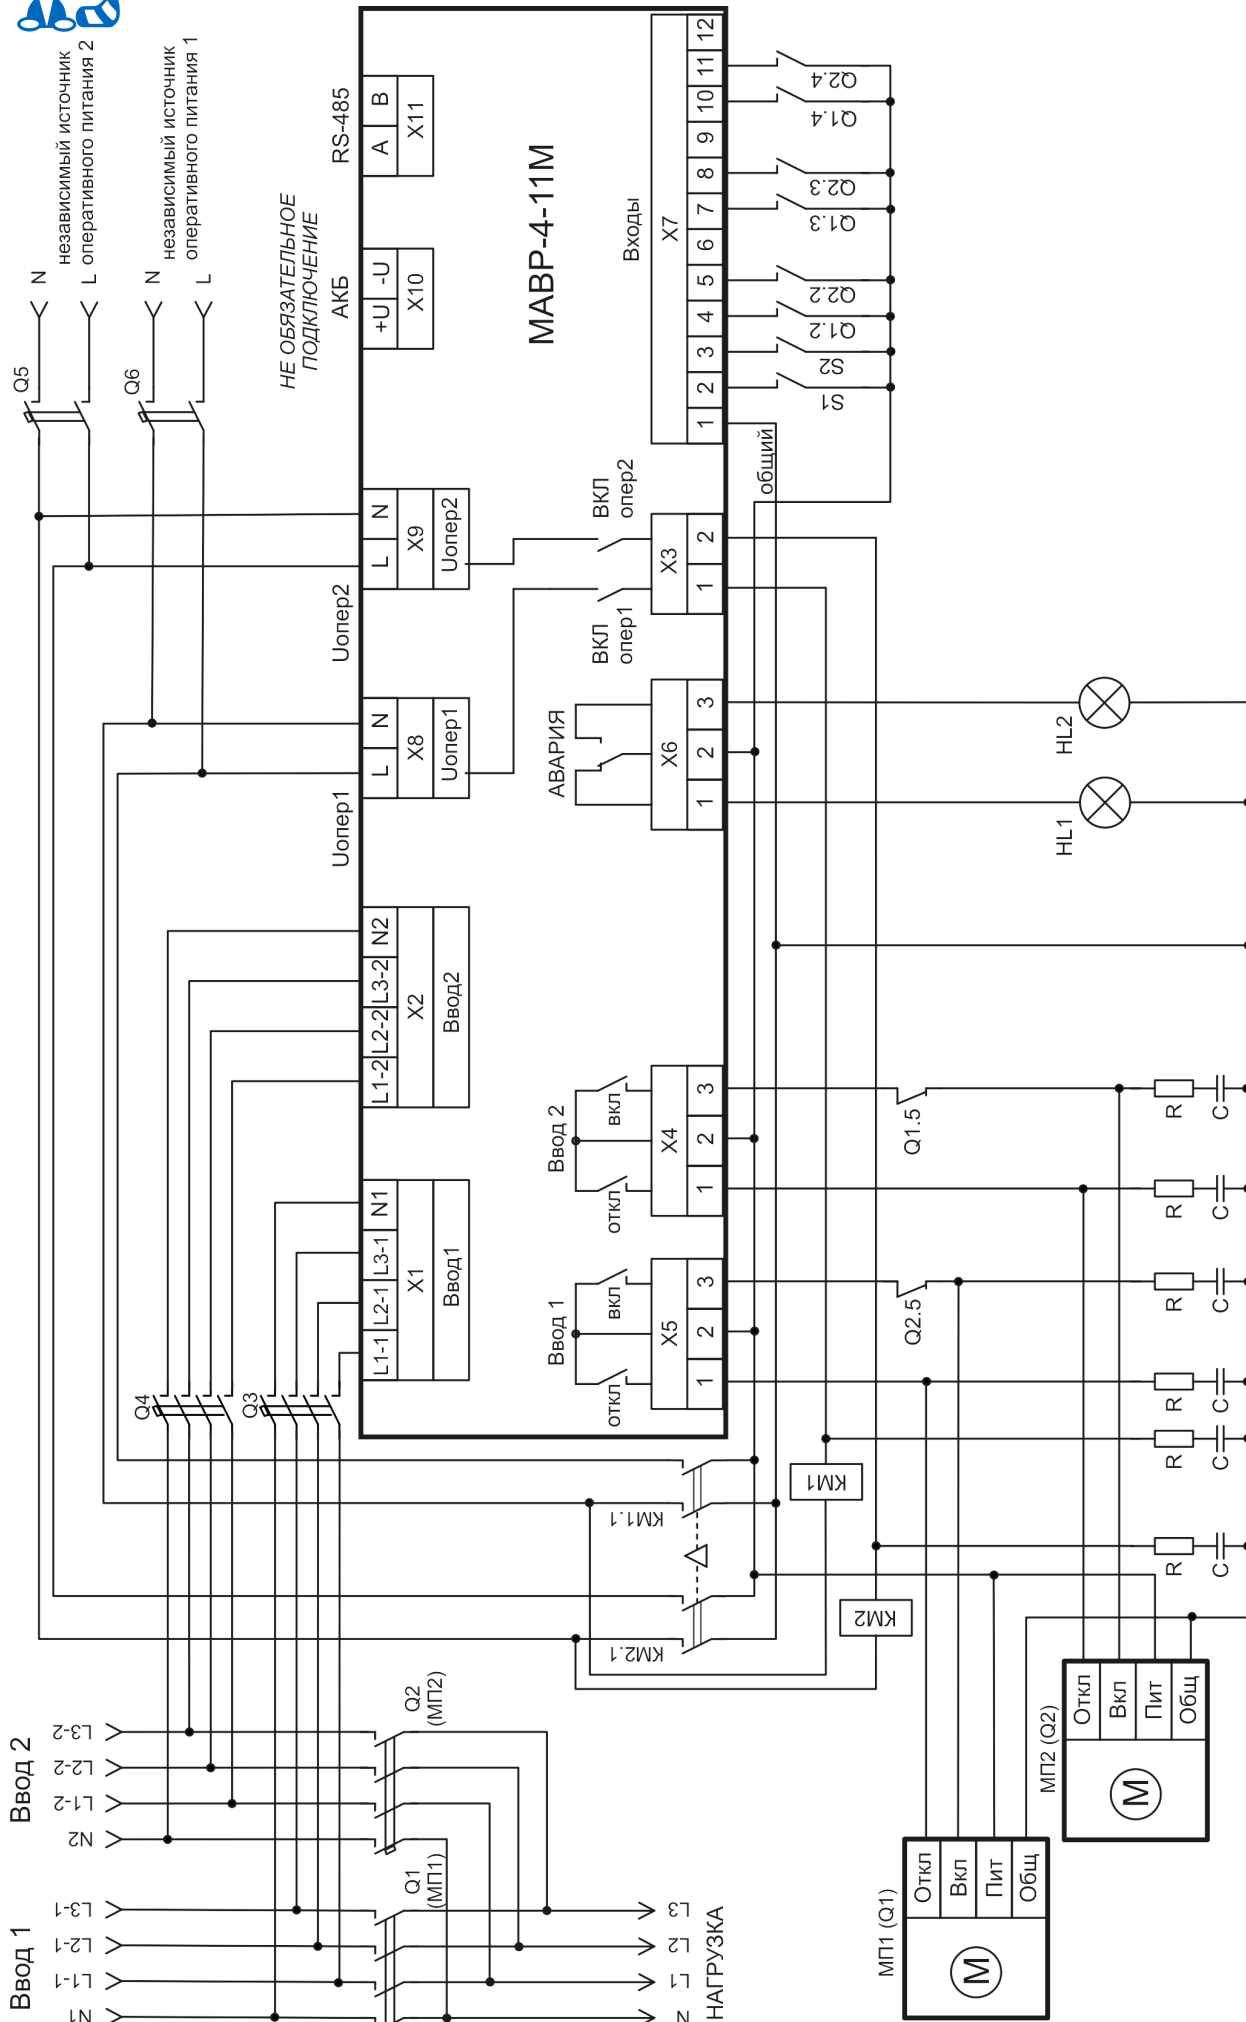 независимый источник
оперативного питания 2
независимый источник
оперативного питания 1
N
L
N
L
Q5
Q6
НЕ ОБЯЗАТЕЛЬНОЕ
ПОДКЛЮЧЕНИЕ
RS-485
A
B
X11
АКБ
+U
-U
X10
МАВР-4-11М
Входы
X7
12
11
10
9
8
7
6
5
4
3
2
1
Q2.4
Q1.4
Q2.3
Q1.3
Q2.2
Q1.2
S2
S1
общий
Uопер2
L
N
X9
Uопер2
ВКЛ
опер2
X3
2
1
ВКЛ
опер1
Uопер1
L
N
X8
Uопер1
АВАРИЯ
X6
3
2
1
HL2
HL1
L1-2
L2-2
L3-2
N2
X2
Ввод2
L1-1
L2-1
L3-1
N1
X1
Ввод1
Ввод 2
вкл
откл
X4
3
2
1
Ввод 1
вкл
откл
X5
3
2
1
Q1.5
Q2.5
R
C
R
C
R
C
R
C
R
C
R
C
Q4
Q3
KM1.1
KM2.1
KM1
KM2
Ввод 2
L3-2
L2-2
L1-2
N2
Q2
(МП2)
Ввод 1
L3-1
L2-1
L1-1
N1
Q1
(МП1)
L3
L2
L1
N
НАГРУЗКА
МП2 (Q2)
Откл
Вкл
Пит
Общ
M
МП1 (Q1)
Откл
Вкл
Пит
Общ
M